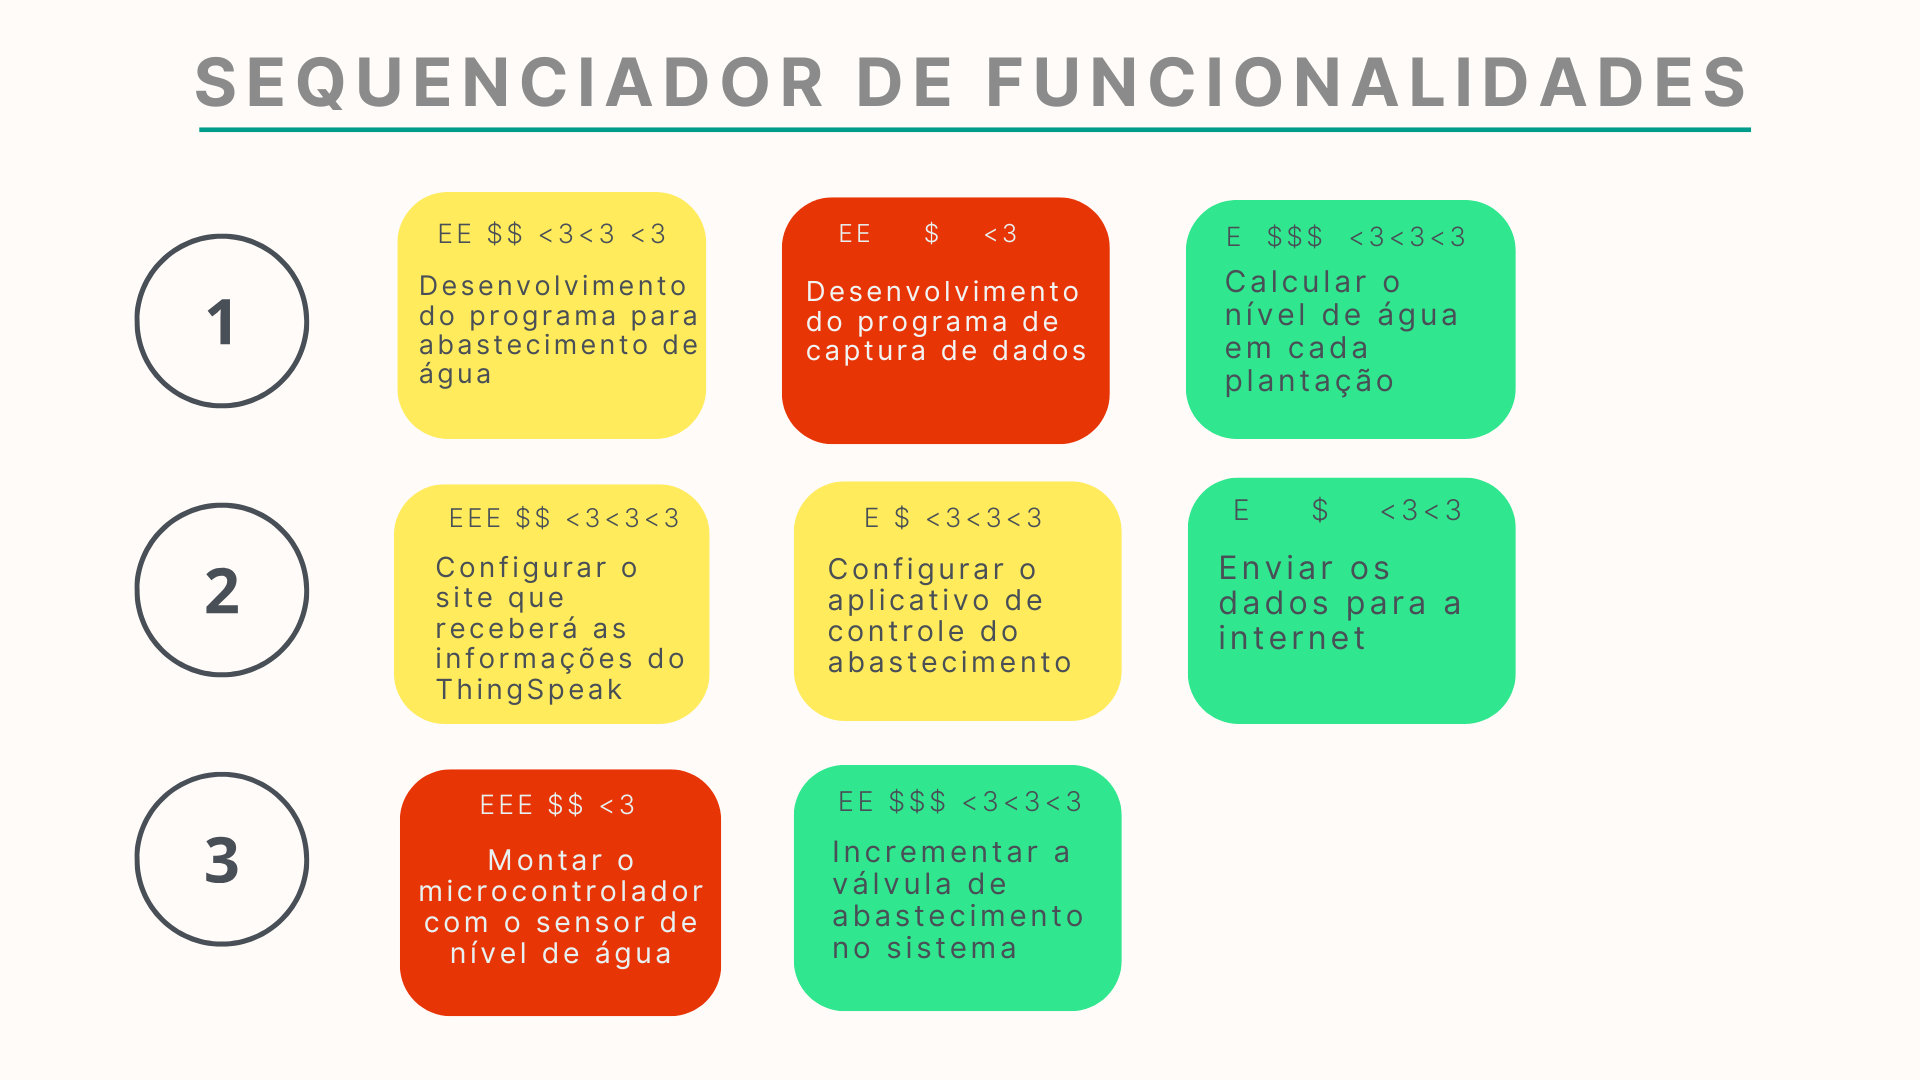 SEQUENCIADOR DE FUNCIONALIDADES
1
EE $$ <3<3 <3
Desenvolvimento
do programa para
abastecimento de
água
EE $ <3
Desenvolvimento
do programa de
captura de dados
E $$$ <3<3<3
Calcular o
nível de água
em cada
plantação
2
EEE $$ <3<3<3
Configurar o
site que
receberá as
informações do
ThingSpeak
E $ <3<3<3
Configurar o
aplicativo de
controle do
abastecimento
E $ <3<3
Enviar os
dados para a
internet
3
EEE $$ <3
Montar o
microcontrolador
com o sensor de
nível de água
EE $$$ <3<3<3
Incrementar a
válvula de
abastecimento
no sistema